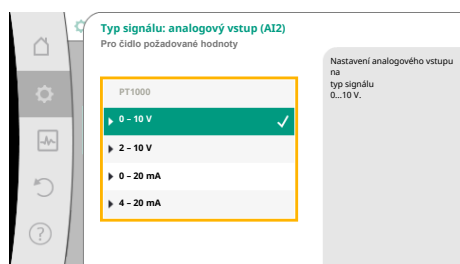 Typ signálu: analogový vstup (AI2)
Pro čidlo požadované hodnoty
PT1000
0 – 10 V
2 – 10 V
0 – 20 mA
4 – 20 mA
Nastavení analogového vstupu
na
typ signálu
0...10 V.
?